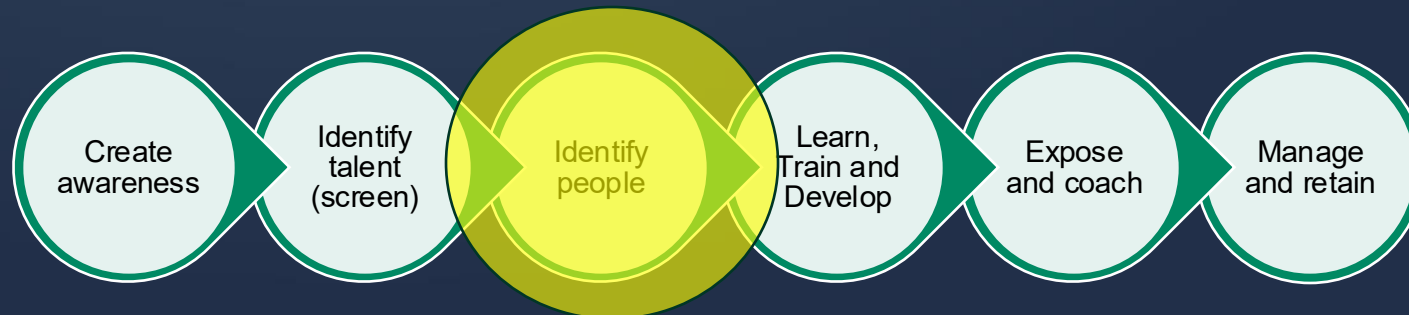 Create
awareness
Identify
talent
(screen)
Identify
people
Learn,
Train and
Develop
Expose
and coach
Manage
and retain